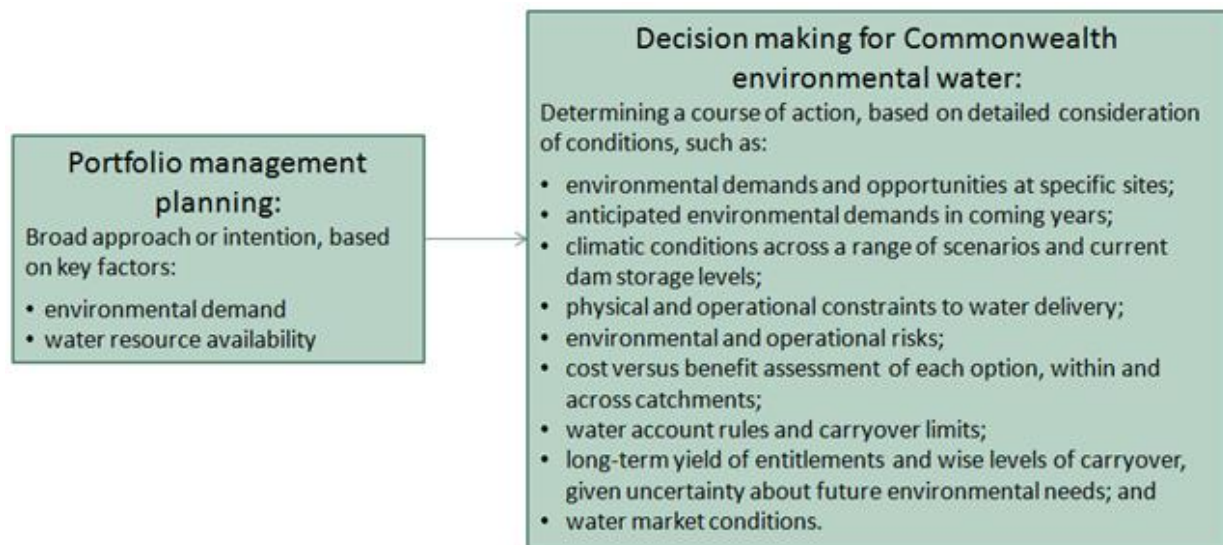 Portfolio management
planning:
Broad approach or intention, based
on key factors:
• environmental demand
• water resource availability
Decision making for Commonwealth
environmental water:
Determining a course of action, based on detailed consideration
of conditions, such as:
• environmental demands and opportunities at specific sites;
• anticipated environmental demands in coming years;
• climatic conditions across a range of scenarios and current
dam storage levels;
• physical and operational constraints to water delivery;
• environmental and operational risks;
• cost versus benefit assessment of each option, within and
across catchments;
• water account rules and carryover limits;
• long-term yield of entitlements and wise levels of carryover,
given uncertainty about future environmental needs; and
• water market conditions.